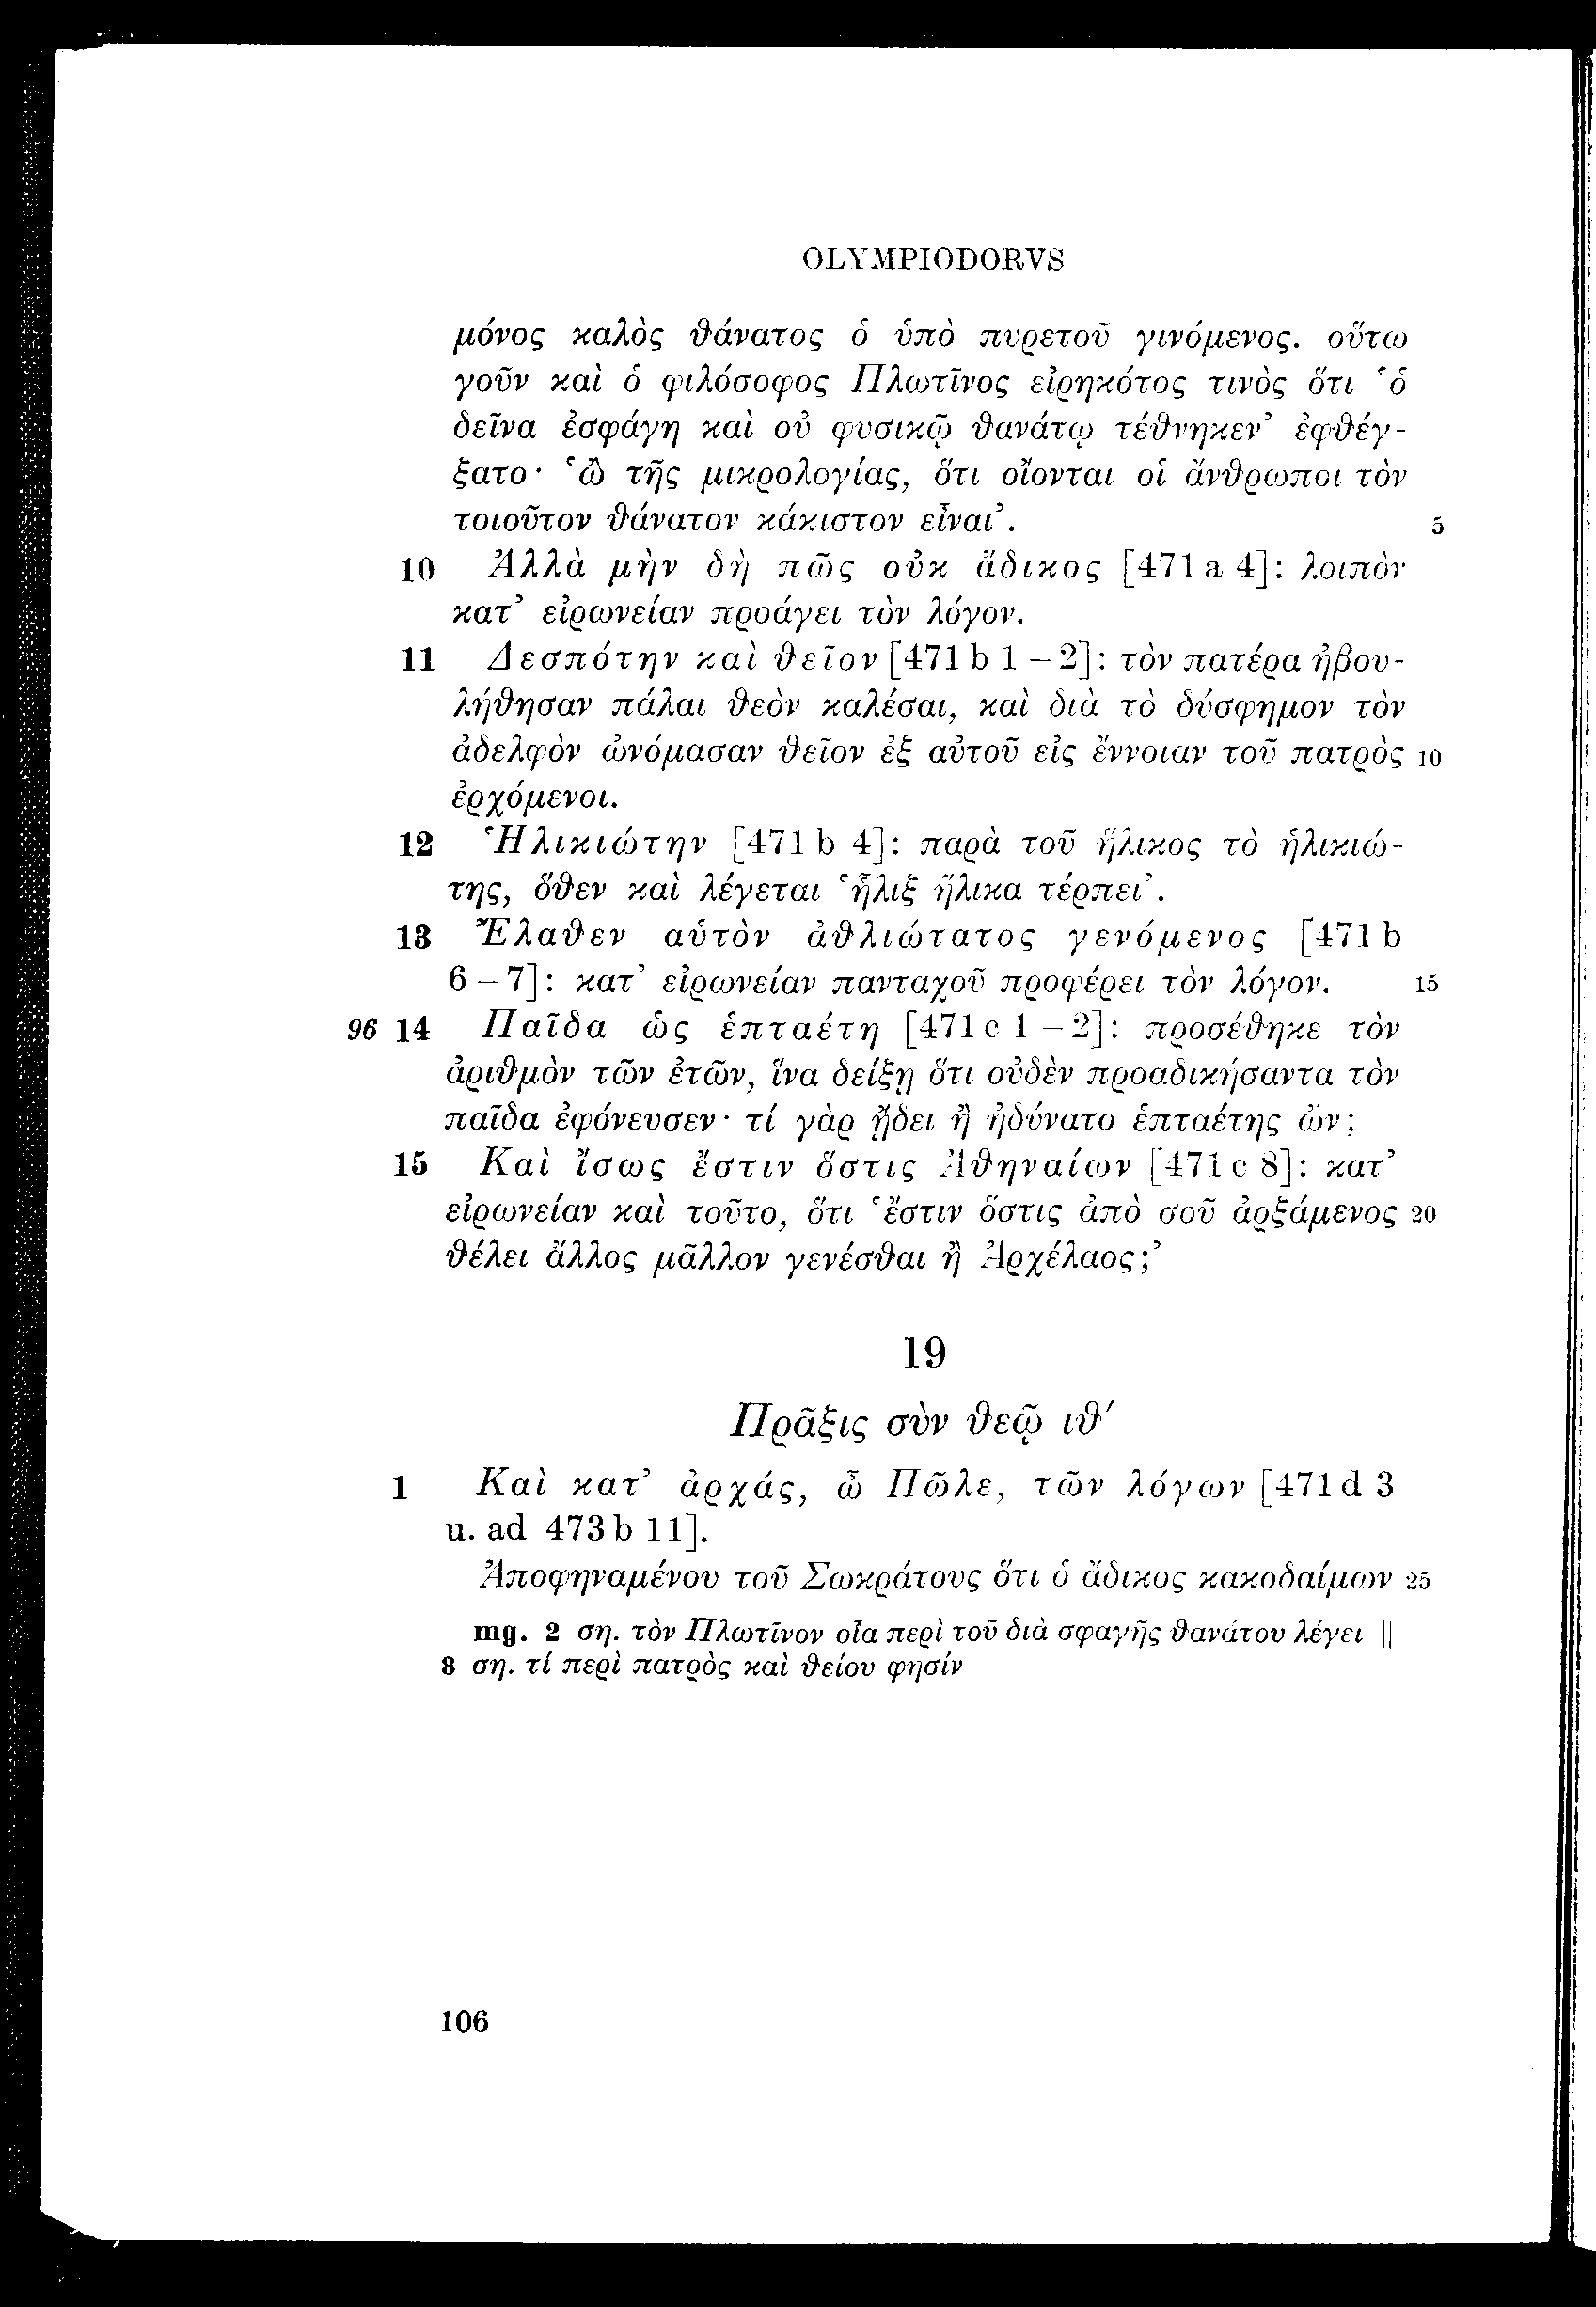 OLYMPIODORVS
μόνος καλὸς θάνατος ὁ ὑπὸ πυρετοῦ γινόμενος. οὕτω
γοῦν καὶ ὁ φιλόσοφος Πλωτῖνος εἰρηκότος τινὸς ὅτι ‘ὁ
δεῖνα ἐσφάγη καὶ οὐ φυσικῷ θανάτῳ τέθνηκεν’ ἐφθέγ-
ξατο· ‘ὢ τῆς μικρολογίας, ὅτι οἴονται οἱ ἄνθρωποι τὸν
τοιοῦτον θάνατον κάκιστον εἶναι’. 5
10 Ἀλλὰ μὴν δὴ πῶς οὐκ ἄδικος [471 a 4]: λοιπὸν
κατ’ εἰρωνείαν προάγει τὸν λόγον.
11 Δεσπότην καὶ θεῖον [471 b 1 – 2]: τὸν πατέρα ἠβου-
λήθησαν πάλαι θεὸν καλέσαι, καὶ διὰ τὸ δύσφημον τὸν
ἀδελφὸν ὠνόμασαν θεῖον ἐξ αὐτοῦ εἰς ἔννοιαν τοῦ πατρὸς 10
ἐρχόμενοι.
12 Ἡλικιώτην [471 b 4]: παρὰ τοῦ ἥλικος τὸ ἡλικιώ-
της, ὅθεν καὶ λέγεται ‘ἧλιξ ἥλικα τέρπει’.
13 Ἔλαθεν αὑτὸν ἀθλιώτατος γενόμενος [471 b
6 – 7]: κατ’ εἰρωνείαν πανταχοῦ προφέρει τὸν λόγον. 15
96 14 Παῖδα ὡς ἑπταέτη [471 c 1 – 2]: προσέθηκε τὸν
ἀριθμὸν τῶν ἐτῶν, ἵνα δείξῃ ὅτι οὐδὲν προαδικήσαντα τὸν
παῖδα ἐφόνευσεν· τί γὰρ ᾔδει ἢ ἠδύνατο ἑπταέτης ὤν;
15 Καὶ ἴσως ἔστιν ὅστις Ἀθηναίων [471 c 8]: κατ’
εἰρωνείαν καὶ τοῦτο, ὅτι ‘ἔστιν ὅστις ἀπὸ σοῦ ἀρξάμενος 20
θέλει ἄλλος μᾶλλον γενέσθαι ἢ Ἀρχέλαος;’
19
Πρᾶξις σὺν θεῷ ιθ′
1 Καὶ κατ’ ἀρχάς, ὦ Πῶλε, τῶν λόγων [471 d 3
u. ad 473 b 11].
Ἀποφηναμένου τοῦ Σωκράτους ὅτι ὁ ἄδικος κακοδαίμων 25
mg. 2 ση. τὸν Πλωτῖνον οἷα περὶ τοῦ διὰ σφαγῆς θανάτου λέγει ||
8 ση. τί περὶ πατρὸς καὶ θείου φησίν
106